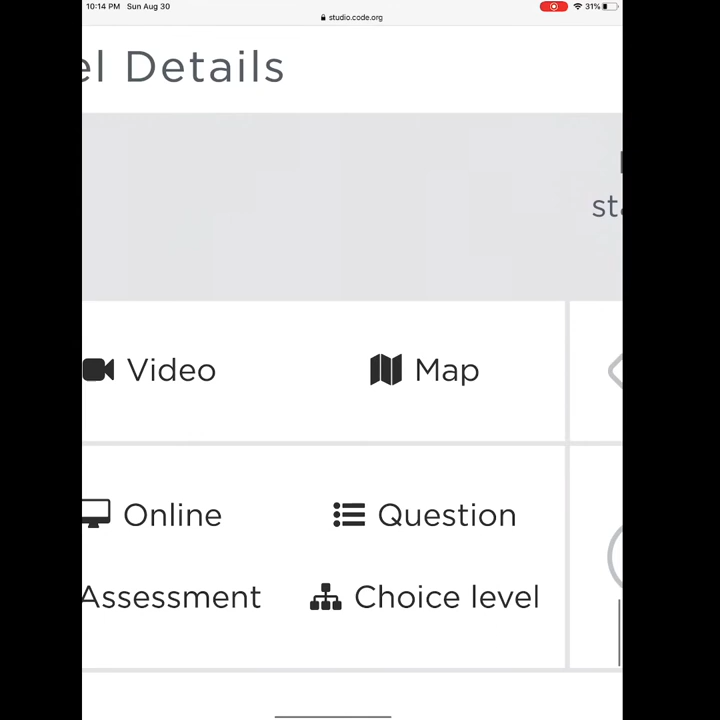 10:14 PM Sun Aug 30
31%
studio.code.org
el Details
sta
Video
Map
Online
Question
Assessment
Choice level